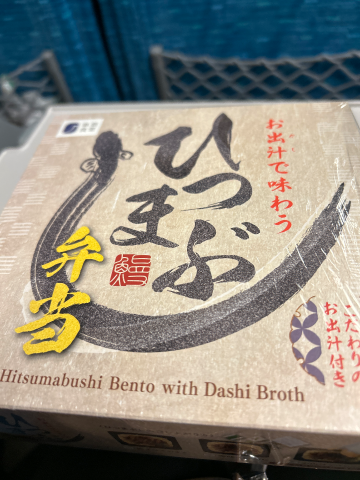 お出汁で味わう
ひつ
まぶ
し
弁当
鰻
こだわりの
お出汁付き
Hitsumabushi Bento with Dashi Broth